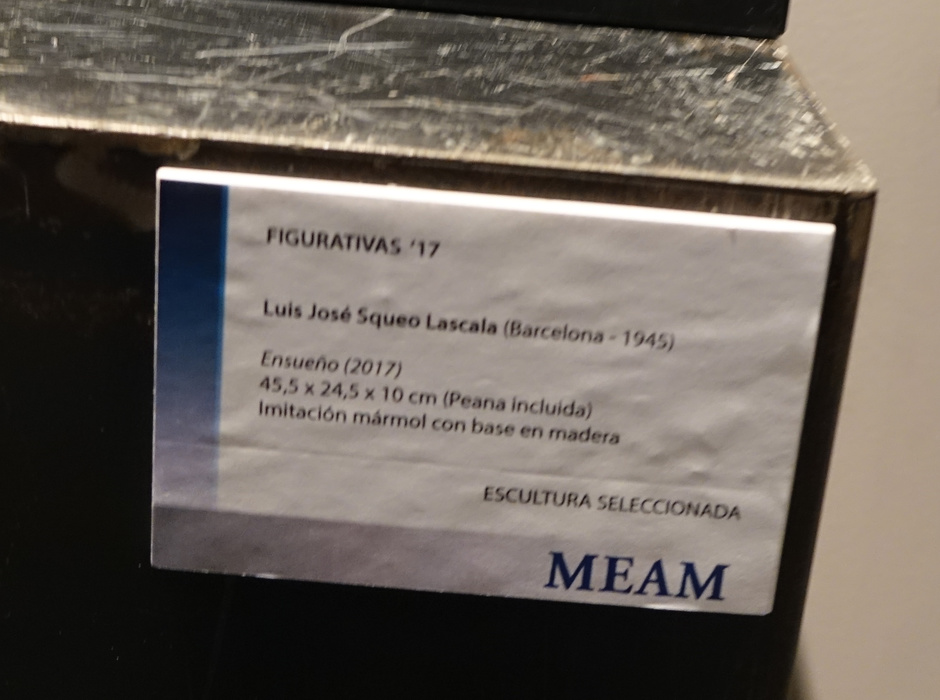 FIGURATIVAS '17
Luis José Squeo Lascala (Barcelona - 1945)
Ensueño (2017)
45,5 x 24,5 x 10 cm (Peana incluida)
Imitación mármol con base en madera
ESCULTURA SELECCIONADA
MEAM